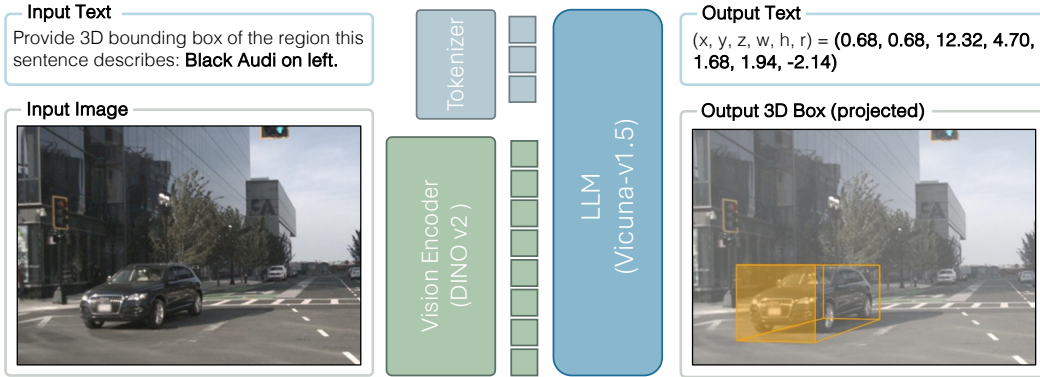 Input Text
Provide 3D bounding box of the region this
sentence describes: Black Audi on left.
Input Image
Tokenizer
Vision Encoder
(DINO v2 )
LLM
(Vicuna-v1.5)
Output Text
(x, y, z, w, h, r) = (0.68, 0.68, 12.32, 4.70,
1.68, 1.94, -2.14)
Output 3D Box (projected)